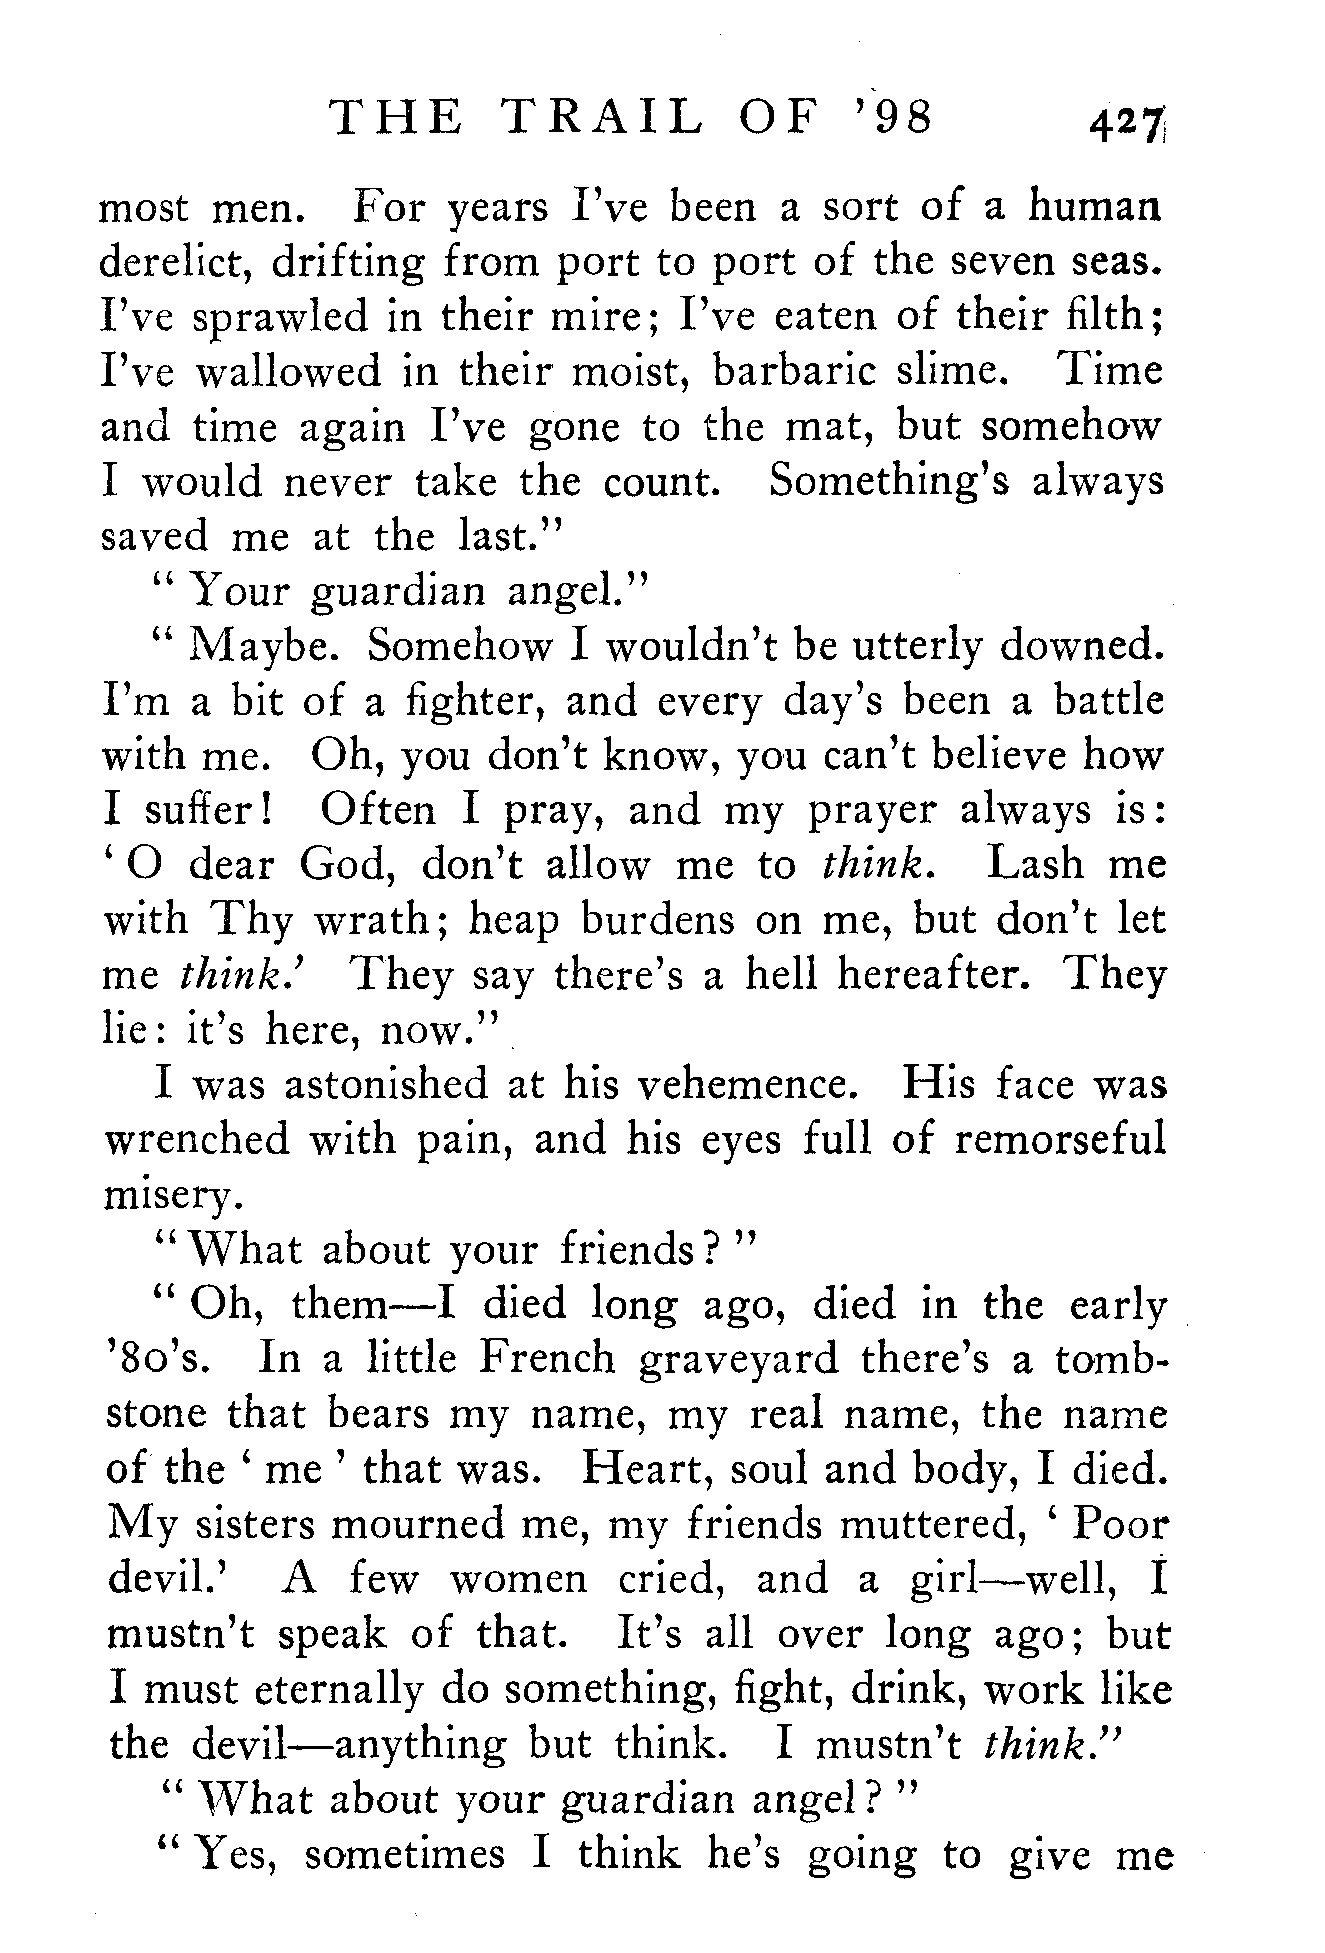 THE TRAIL OF '98 427
most men. For years I've been a sort of a human
derelict, drifting from port to port of the seven seas.
I've sprawled in their mire; I've eaten of their filth;
I've wallowed in their moist, barbaric slime. Time
and time again I've gone to the mat, but somehow
I would never take the count. Something's always
saved me at the last."
" Your guardian angel."
" Maybe. Somehow I wouldn't be utterly downed.
I'm a bit of a fighter, and every day's been a battle
with me. Oh, you don't know, you can't believe how
I suffer! Often I pray, and my prayer always is:
' O dear God, don't allow me to think. Lash me
with Thy wrath; heap burdens on me, but don't let
me think.' They say there's a hell hereafter. They
lie: it's here, now."
I was astonished at his vehemence. His face was
wrenched with pain, and his eyes full of remorseful
misery.
" What about your friends? "
" Oh, them—I died long ago, died in the early
'80's. In a little French graveyard there's a tomb-
stone that bears my name, my real name, the name
of the ' me ' that was. Heart, soul and body, I died.
My sisters mourned me, my friends muttered, ' Poor
devil.' A few women cried, and a girl—well, I
mustn't speak of that. It's all over long ago; but
I must eternally do something, fight, drink, work like
the devil—anything but think. I mustn't think."
" What about your guardian angel? "
" Yes, sometimes I think he's going to give me